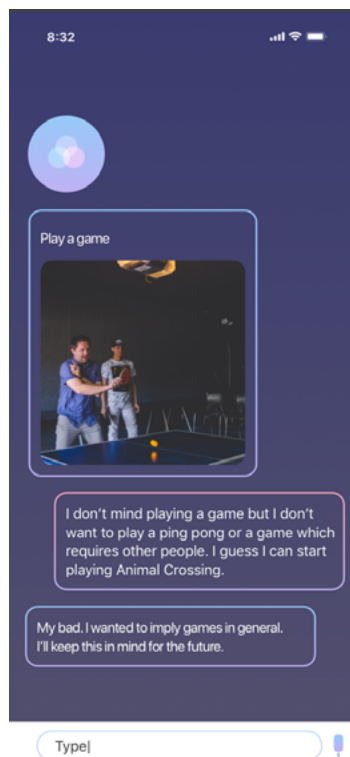 8:32
Play a game
I don't mind playing a game but I don't
want to play a ping pong or a game which
requires other people. I guess I can start
playing Animal Crossing.
My bad. I wanted to imply games in general.
I'll keep this in mind for the future.
Type|